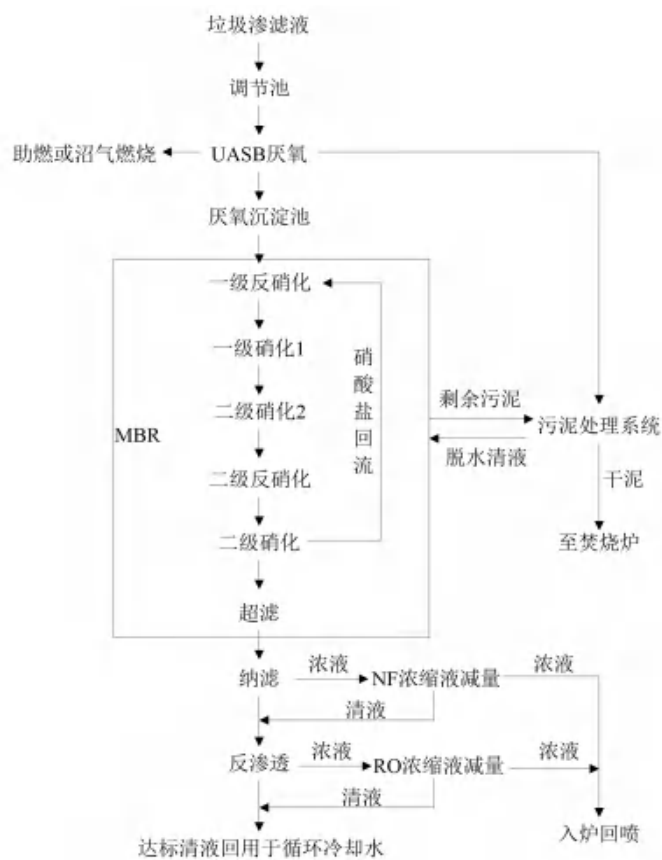 垃圾渗滤液
调节池
助燃或沼气燃烧
UASB厌氧
厌氧沉淀池
一级反硝化
一级硝化1
硝酸盐回流
剩余污泥
二级硝化2
污泥处理系统
MBR
脱水清液
二级反硝化
干泥
二级硝化
至焚烧炉
超滤
浓液
浓液
纳滤
NF浓缩液减量
清液
浓液
浓液
反渗透
RO浓缩液减量
清液
入炉回喷
达标清液回用于循环冷却水